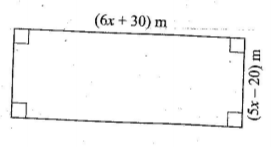 (6x + 30) m
(5x – 20) m